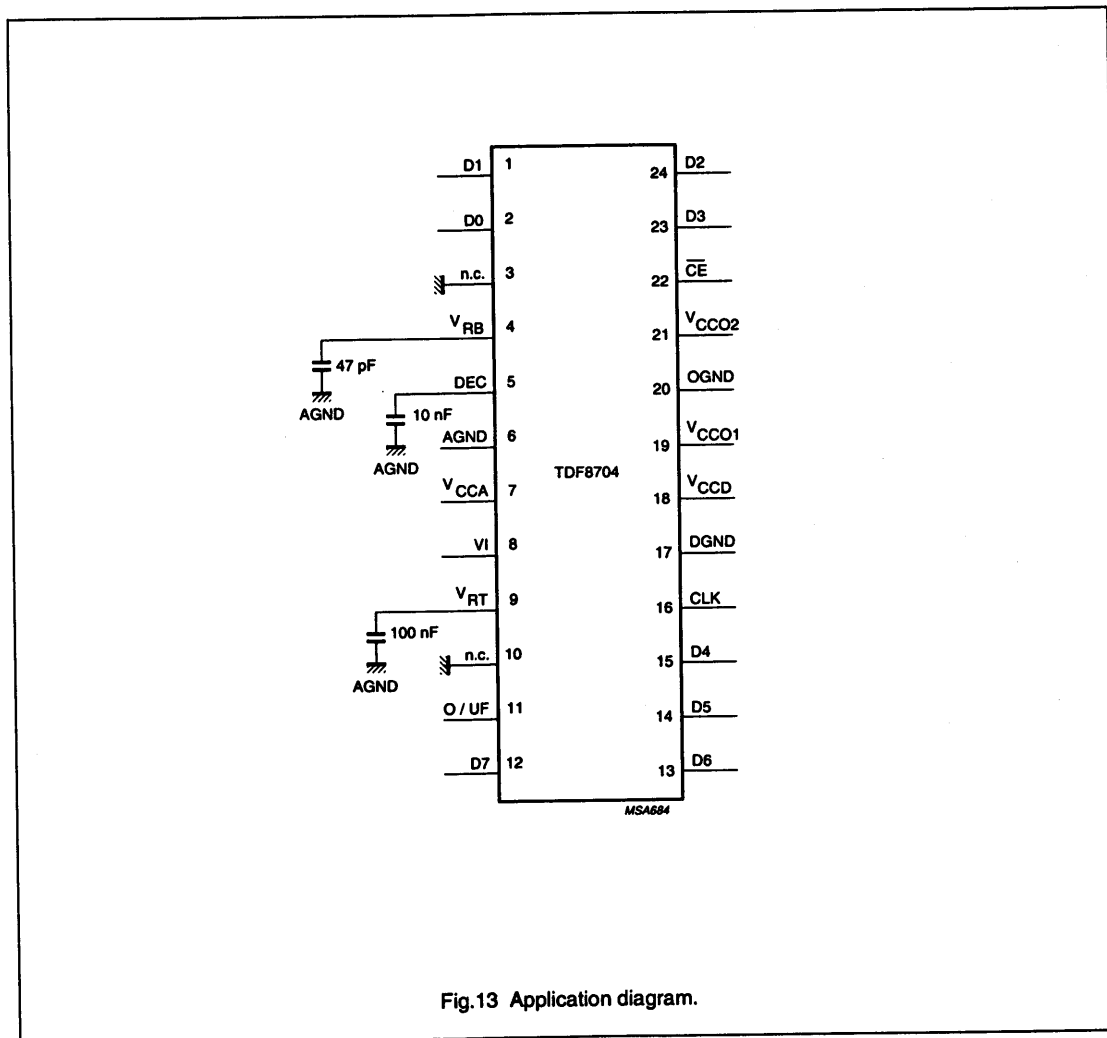 D1 1 24 D2
D0 2 23 D3
n.c. 3 22 C̅E̅
V RB 4 21 V CCO2
47 pF
AGND
DEC 5 20 OGND
10 nF
AGND
AGND 6 19 V CCO1
TDF8704
V CCA 7 18 V CCD
VI 8 17 DGND
V RT 9 16 CLK
100 nF
AGND
n.c. 10 15 D4
O / UF 11 14 D5
D7 12 13 D6
MSA684
Fig.13 Application diagram.